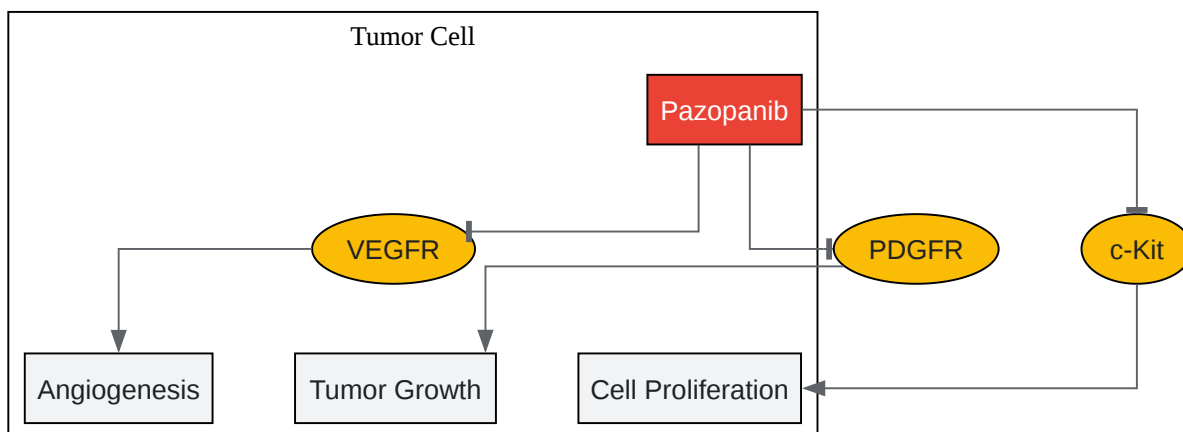 Tumor Cell
Pazopanib
VEGFR
PDGFR
c-Kit
Angiogenesis
Tumor Growth
Cell Proliferation